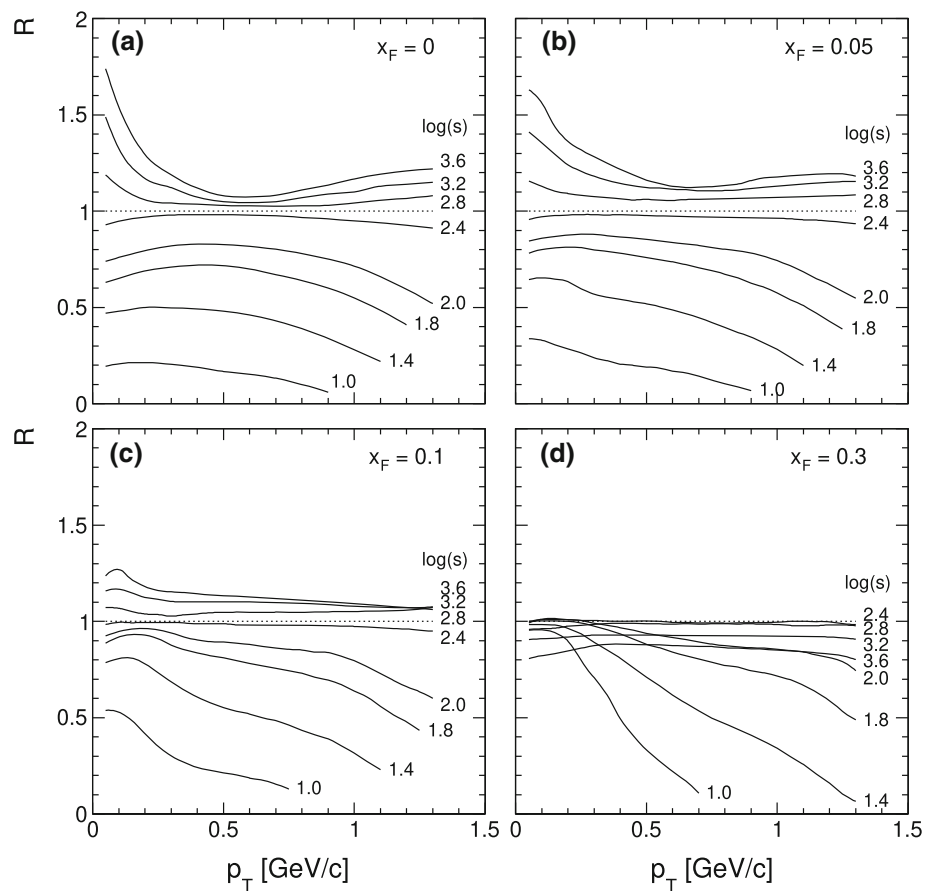 R
(a)
x_F = 0
log(s)
3.6
3.2
2.8
2.4
2.0
1.8
1.4
1.0
2
1.5
1
0.5
0
(b)
x_F = 0.05
log(s)
3.6
3.2
2.8
2.4
2.0
1.8
1.4
1.0
R
(c)
x_F = 0.1
log(s)
3.6
3.2
2.8
2.4
2.0
1.8
1.4
1.0
2
1.5
1
0.5
0
0 0.5 1 1.5
p_T [GeV/c]
(d)
x_F = 0.3
log(s)
2.4
2.8
3.2
3.6
2.0
1.8
1.4
1.0
0 0.5 1 1.5
p_T [GeV/c]